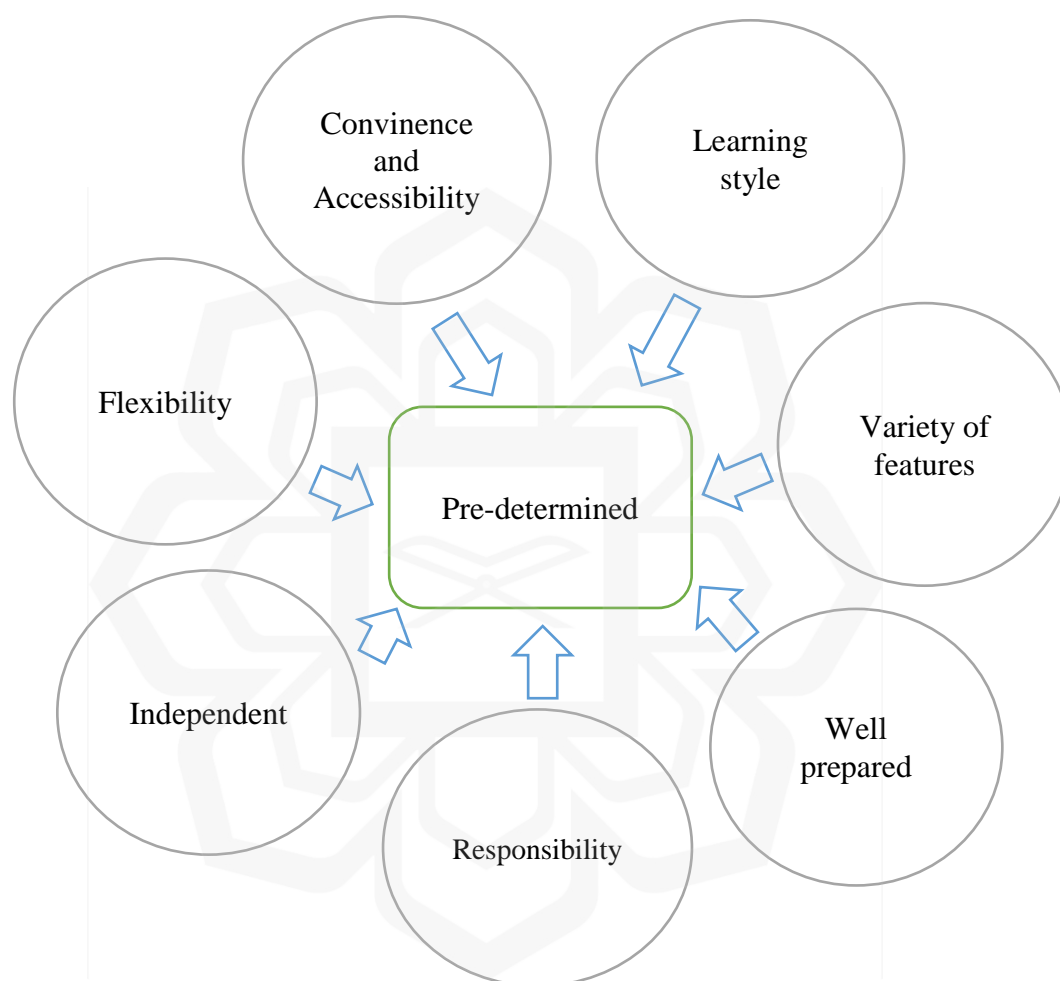 Convinence
and
Accessibility
Learning
style
Flexibility
Variety of
features
Pre-determined
Independent
Well
prepared
Responsibility